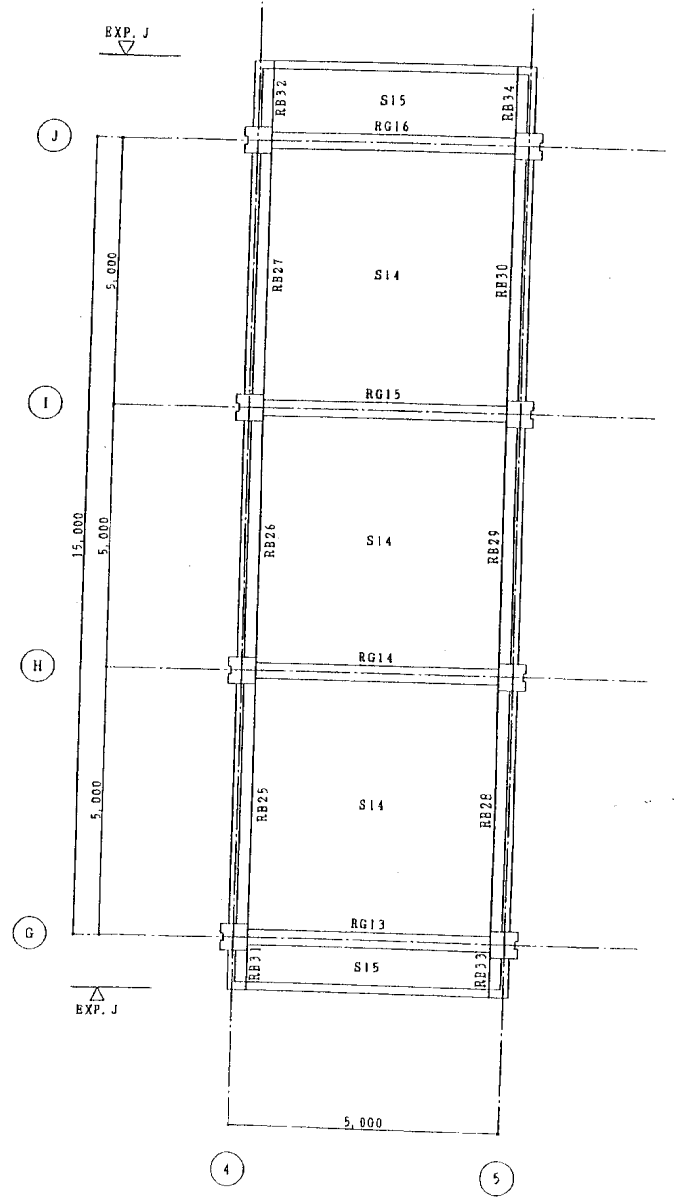 EXP. J
RB32
S15
RB34
J
RG16
5,000
RB27
S14
RB30
I
RG15
15,000
5,000
RB26
S14
RB29
H
RG14
5,000
RB25
S14
RB28
G
RG13
RB31
S15
RB33
EXP. J
5,000
4
5